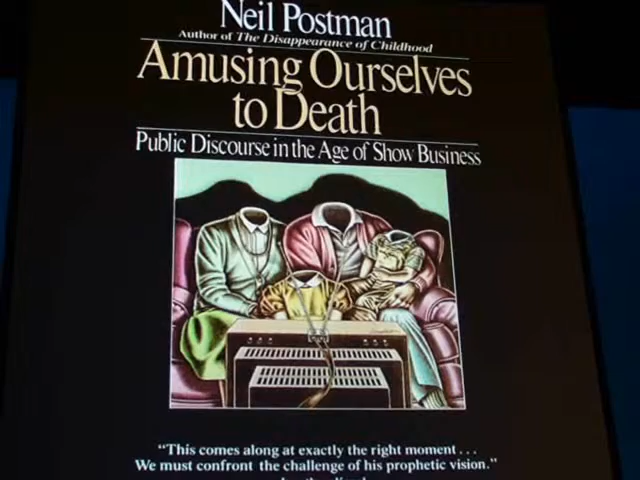 Neil Postman
Author of The Disappearance of Childhood
Amusing Ourselves
to Death
Public Discourse in the Age of Show Business
“This comes along at exactly the right moment . . .
We must confront the challenge of his prophetic vision.”